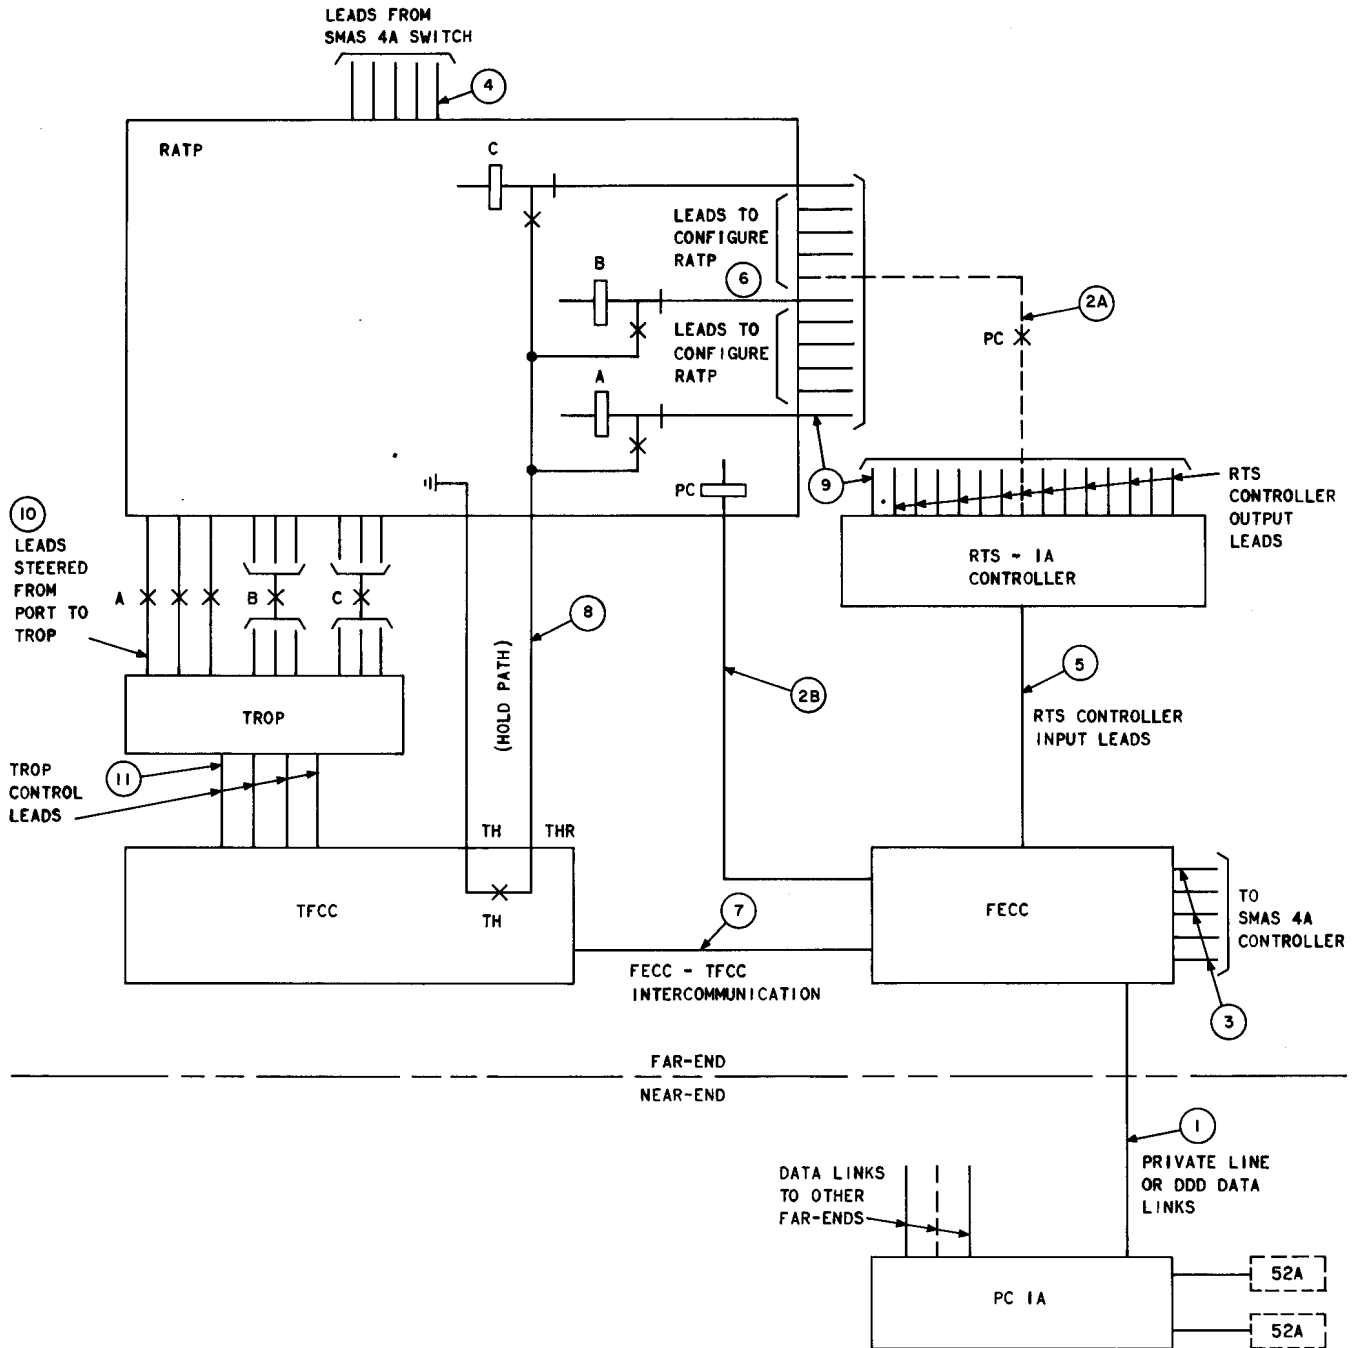 LEADS FROM
SMAS 4A SWITCH
4
RATP
C
LEADS TO
CONFIGURE
RATP
B
6
2A
PC
LEADS TO
CONFIGURE
RATP
A
PC
9
RTS
CONTROLLER
OUTPUT
LEADS
10
LEADS
STEERED
FROM
PORT TO
TROP
A
B
C
RTS - 1A
CONTROLLER
8
(HOLD PATH)
5
2B
RTS CONTROLLER
INPUT LEADS
TROP
TROP
CONTROL
LEADS
11
TH
THR
TFCC
TH
7
FECC
TO
SMAS 4A
CONTROLLER
FECC - TFCC
INTERCOMMUNICATION
3
FAR-END
NEAR-END
1
PRIVATE LINE
OR DDD DATA
LINKS
DATA LINKS
TO OTHER
FAR-ENDS
PC 1A
52A
52A